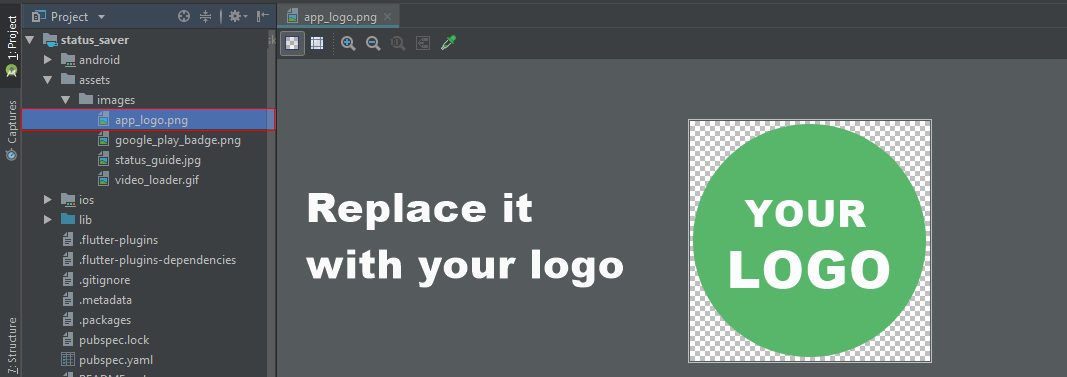 Project
app_logo.png
1: Project
status_saver
android
assets
images
app_logo.png
google_play_badge.png
status_guide.jpg
video_loader.gif
ios
lib
.flutter-plugins
.flutter-plugins-dependencies
.gitignore
.metadata
.packages
pubspec.lock
pubspec.yaml
Captures
7: Structure
Replace it
with your logo
YOUR
LOGO